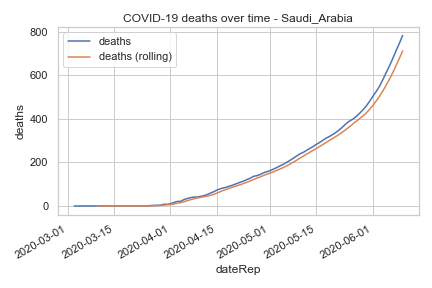 COVID-19 deaths over time - Saudi_Arabia
deaths
deaths (rolling)
800
600
400
200
0
deaths
2020-03-01
2020-03-15
2020-04-01
2020-04-15
2020-05-01
2020-05-15
2020-06-01
dateRep